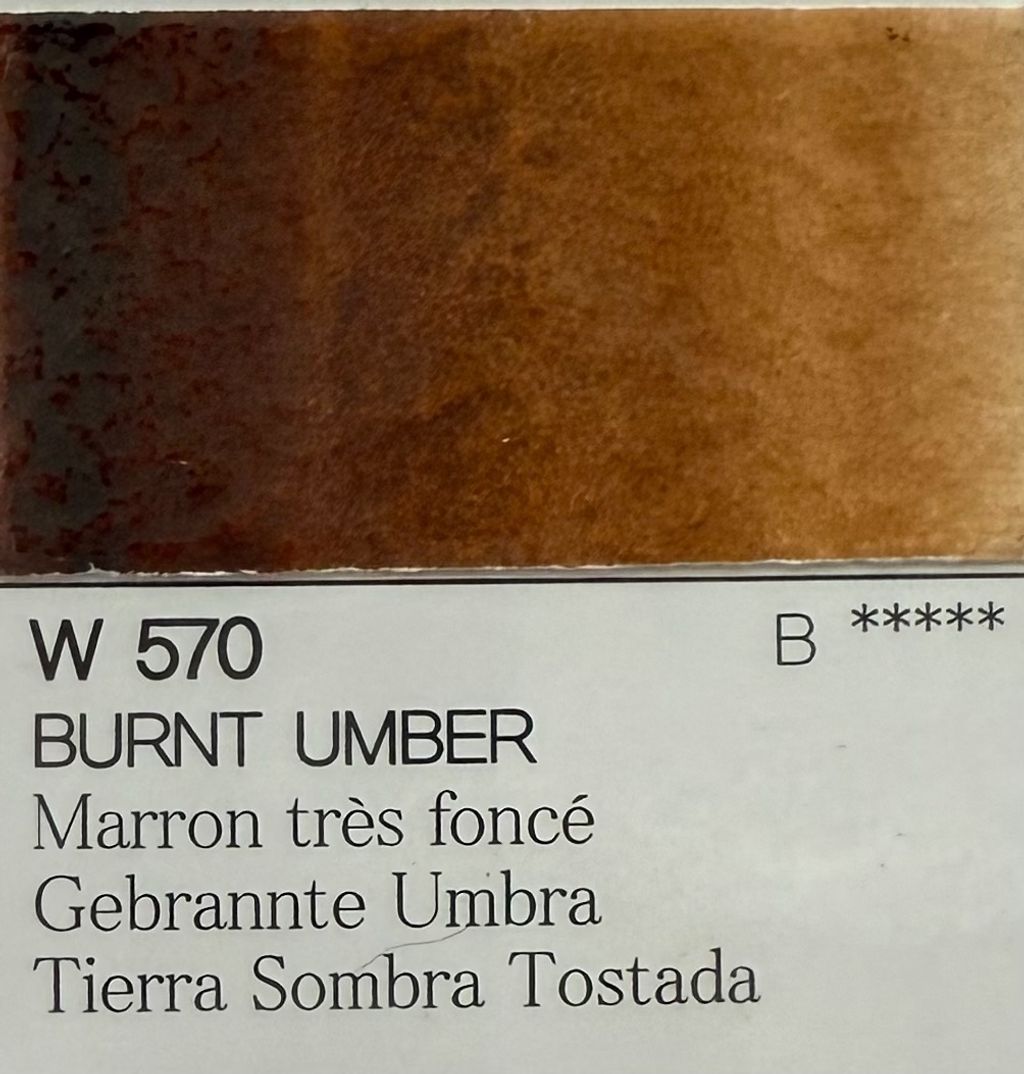 W 570 B *****
BURNT UMBER
Marron très foncé
Gebrannte Umbra
Tierra Sombra Tostada